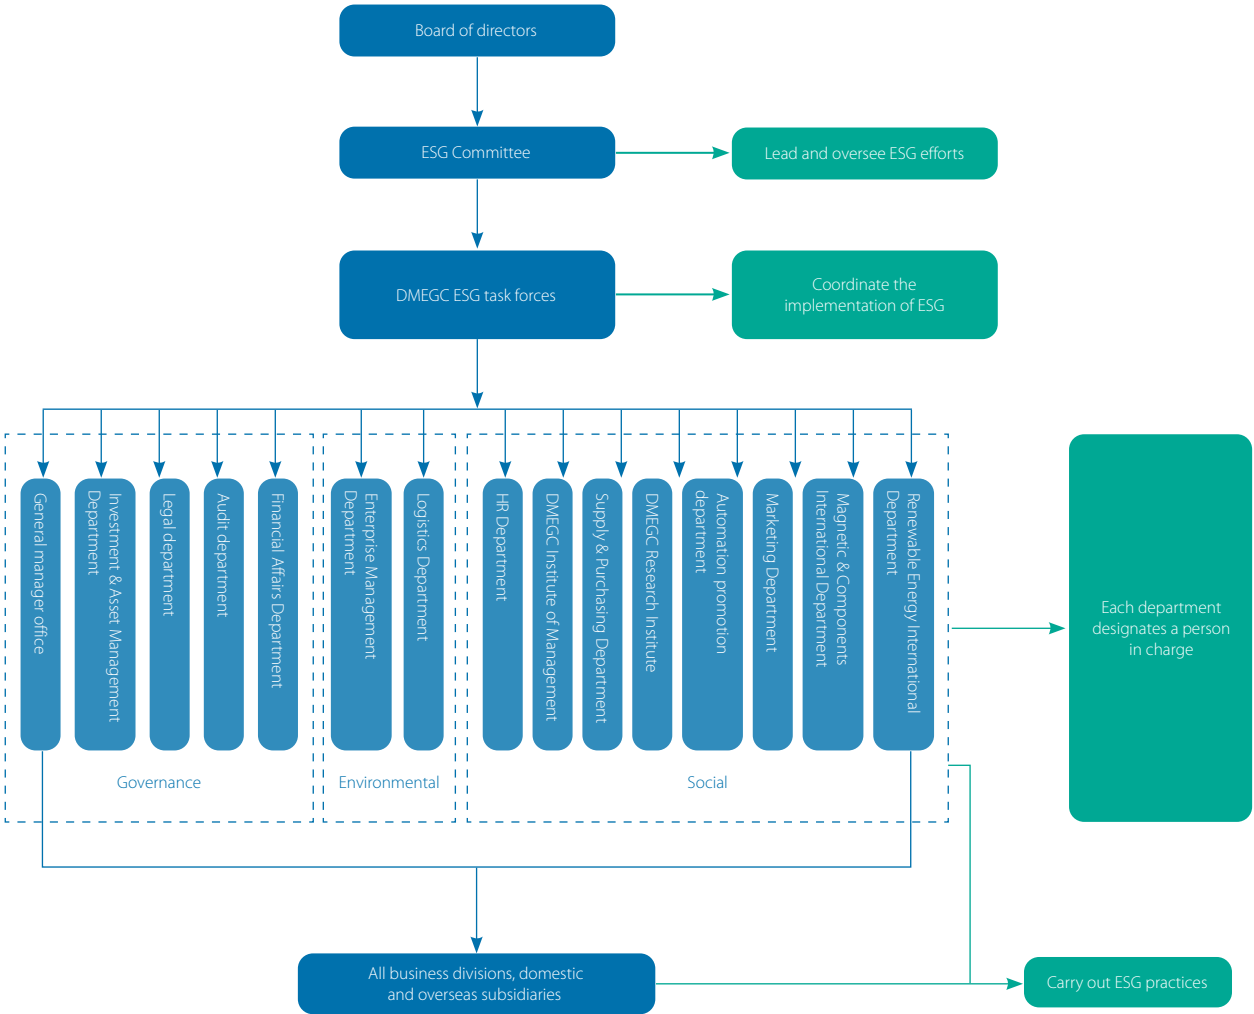 Board of directors
ESG Committee
Lead and oversee ESG efforts
DMEGC ESG task forces
Coordinate the
implementation of ESG
General manager office
Investment & Asset Management
Department
Legal department
Audit department
Financial Affairs Department
Enterprise Management
Department
Logistics Department
HR Department
DMEGC Institute of Management
Supply & Purchasing Department
DMEGC Research Institute
Automation promotion
department
Marketing Department
Magnetic & Components
International Department
Renewable Energy International
Department
Each department
designates a person
in charge
Governance
Environmental
Social
All business divisions, domestic
and overseas subsidiaries
Carry out ESG practices